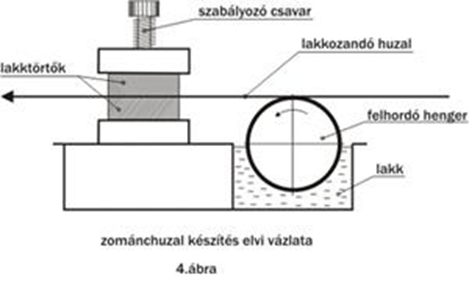 szabályozó csavar
lakkozandó huzal
lakktörtők
felhordó henger
lakk
zománchuzal készítés elvi vázlata
4.ábra